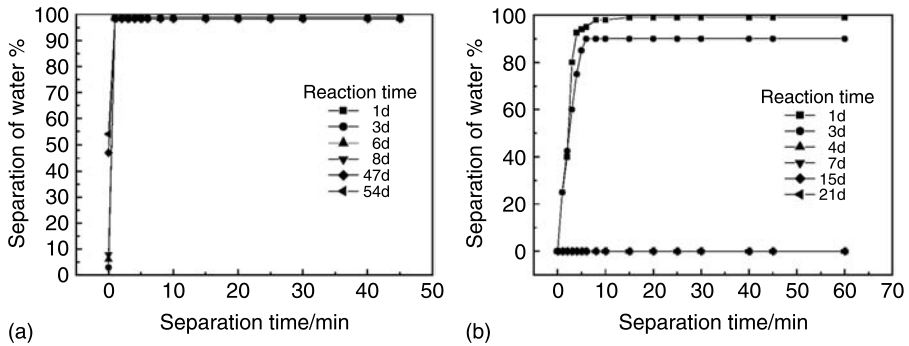 100
90
80
70
60
50
40
30
20
10
0
Separation of water %
Reaction time
1d
3d
6d
8d
47d
54d
0 10 20 30 40 50
Separation time/min
(a)
100
80
60
40
20
0
Separation of water %
Reaction time
1d
3d
4d
7d
15d
21d
0 10 20 30 40 50 60 70
Separation time/min
(b)